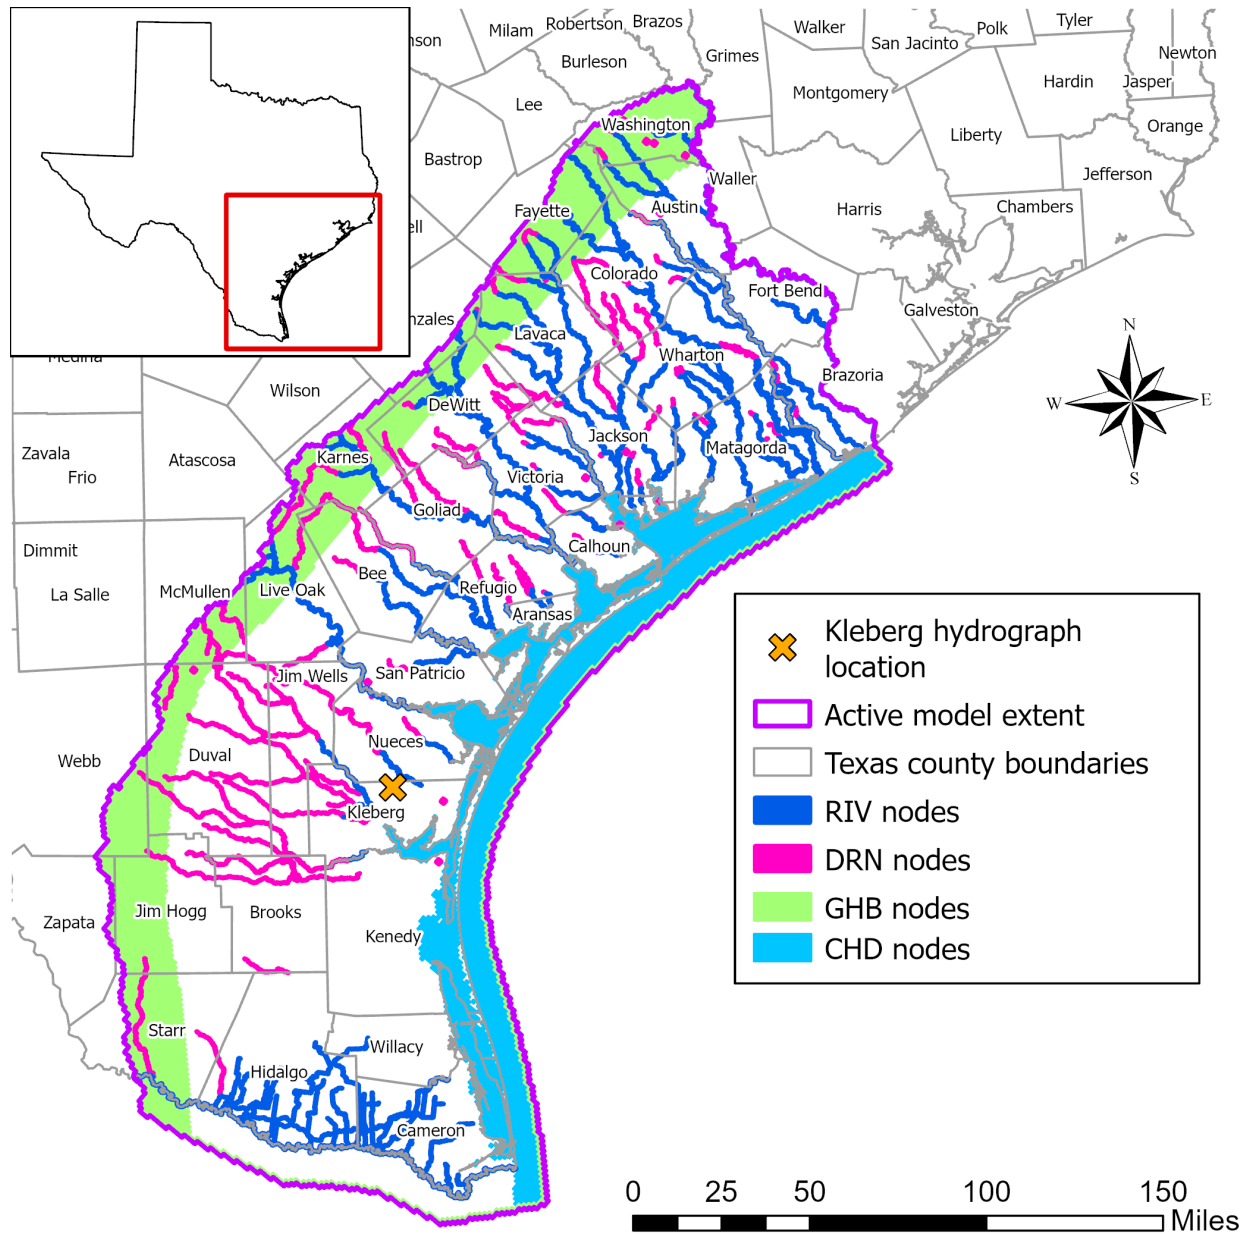 Milam
Robertson
Brazos
Walker
Polk
Tyler
nson
San Jacinto
Newton
Burleson
Grimes
Hardin
Jasper
Montgomery
Lee
Washington
Liberty
Orange
Bastrop
Jefferson
Waller
Fayette
Austin
Harris
Chambers
ell
Colorado
Fort Bend
Galveston
nzales
Lavaca
Wharton
Medina
Brazoria
Wilson
DeWitt
Jackson
Matagorda
Zavala
Frio
Atascosa
Karnes
Victoria
Goliad
Calhoun
Dimmit
La Salle
McMullen
Live Oak
Bee
Refugio
Aransas
Jim Wells
San Patricio
Nueces
Webb
Duval
Kleberg
Zapata
Jim Hogg
Brooks
Kenedy
Starr
Hidalgo
Willacy
Cameron
N
W
E
S
Kleberg hydrograph
location
Active model extent
Texas county boundaries
RIV nodes
DRN nodes
GHB nodes
CHD nodes
0 25 50 100 150
Miles